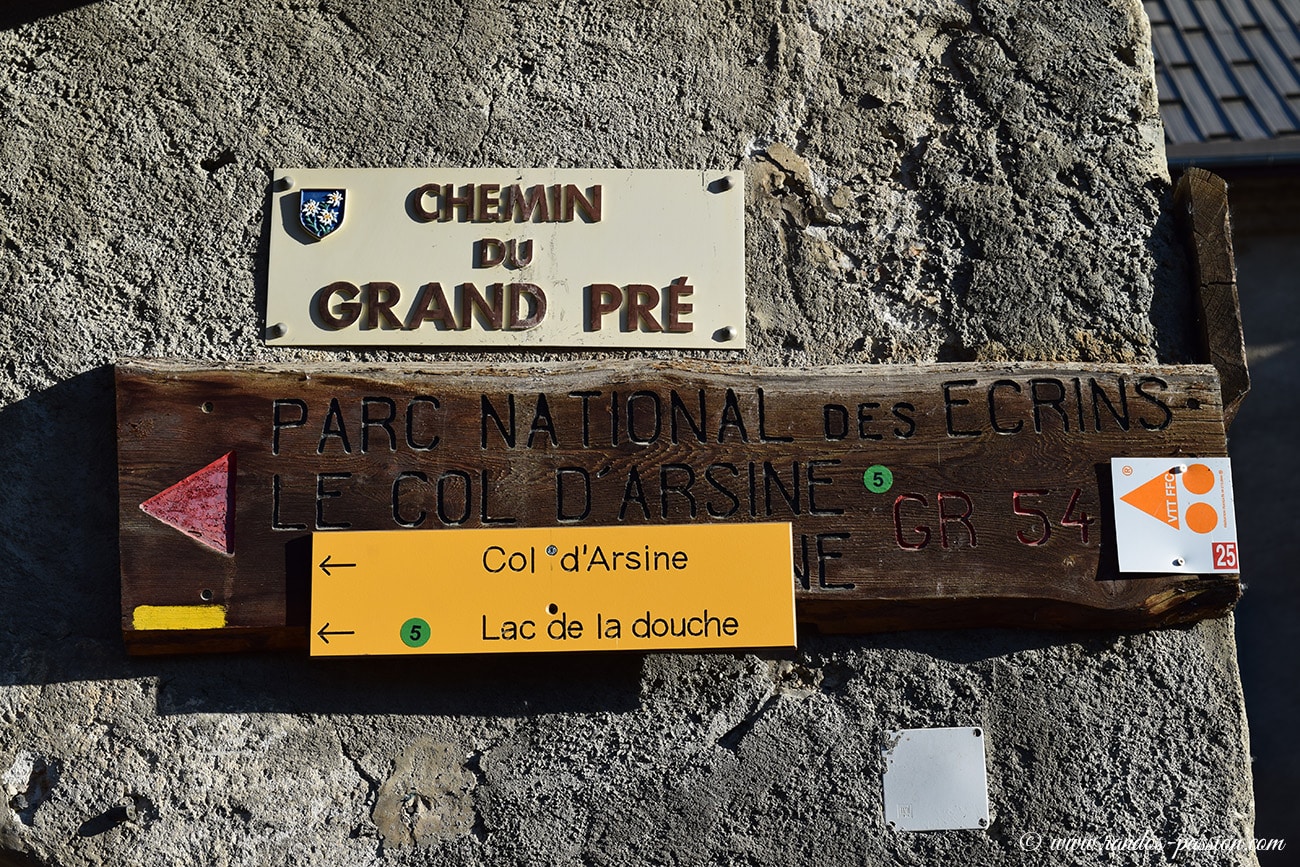 CHEMIN
DU
GRAND PRÉ
PARC NATIONAL DES ECRINS
LE COL D'ARSINE 5 GR 54
Col d'Arsine
5 Lac de la douche
VTT FFC
®
25
© www.randos-passion.com